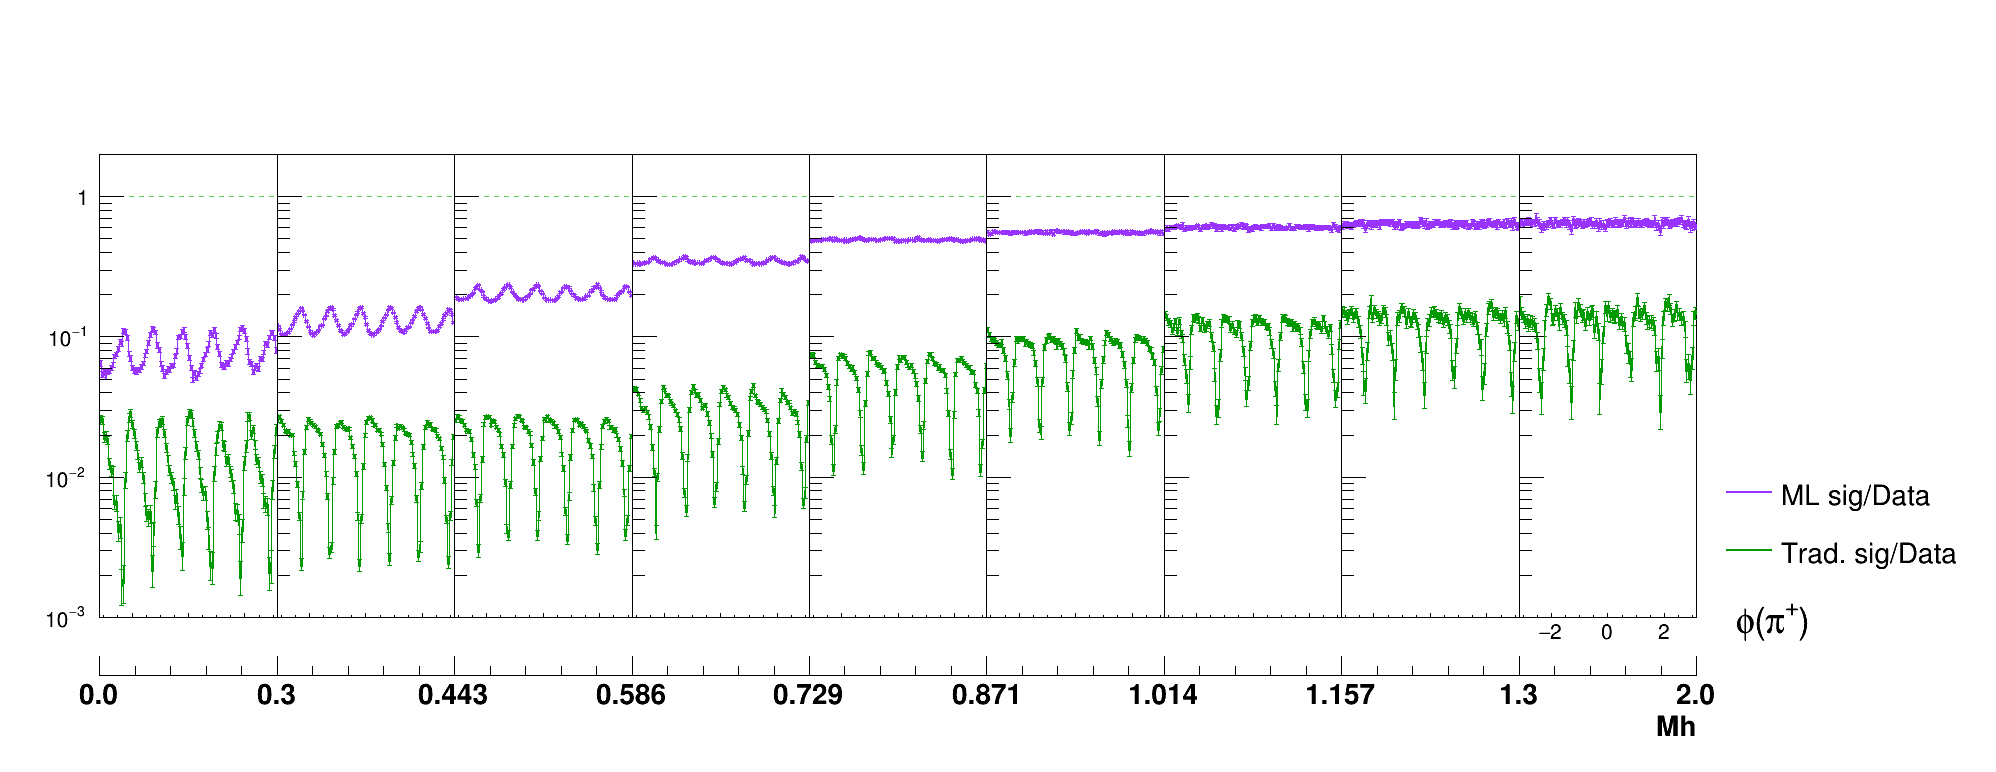 1
10⁻¹
10⁻²
10⁻³
ML sig/Data
Trad. sig/Data
−2 0 2
ϕ(π⁺)
0.0 0.3 0.443 0.586 0.729 0.871 1.014 1.157 1.3 2.0
Mh